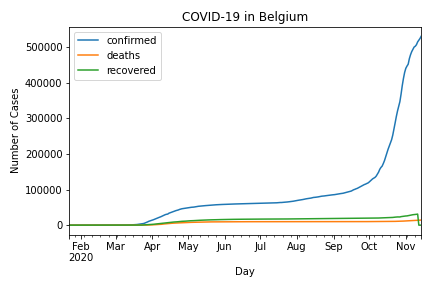 COVID-19 in Belgium
confirmed
deaths
recovered
Number of Cases
500000
400000
300000
200000
100000
0
Feb Mar Apr May Jun Jul Aug Sep Oct Nov
2020
Day